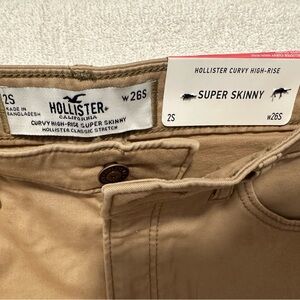 2S
MADE IN
BANGLADESH
HOLLISTER
CALIFORNIA
W26S
CURVY HIGH-RISE SUPER SKINNY
HOLLISTER CLASSIC STRETCH
HOLLISTER CURVY HIGH-RISE
SUPER SKINNY
2S
W26S